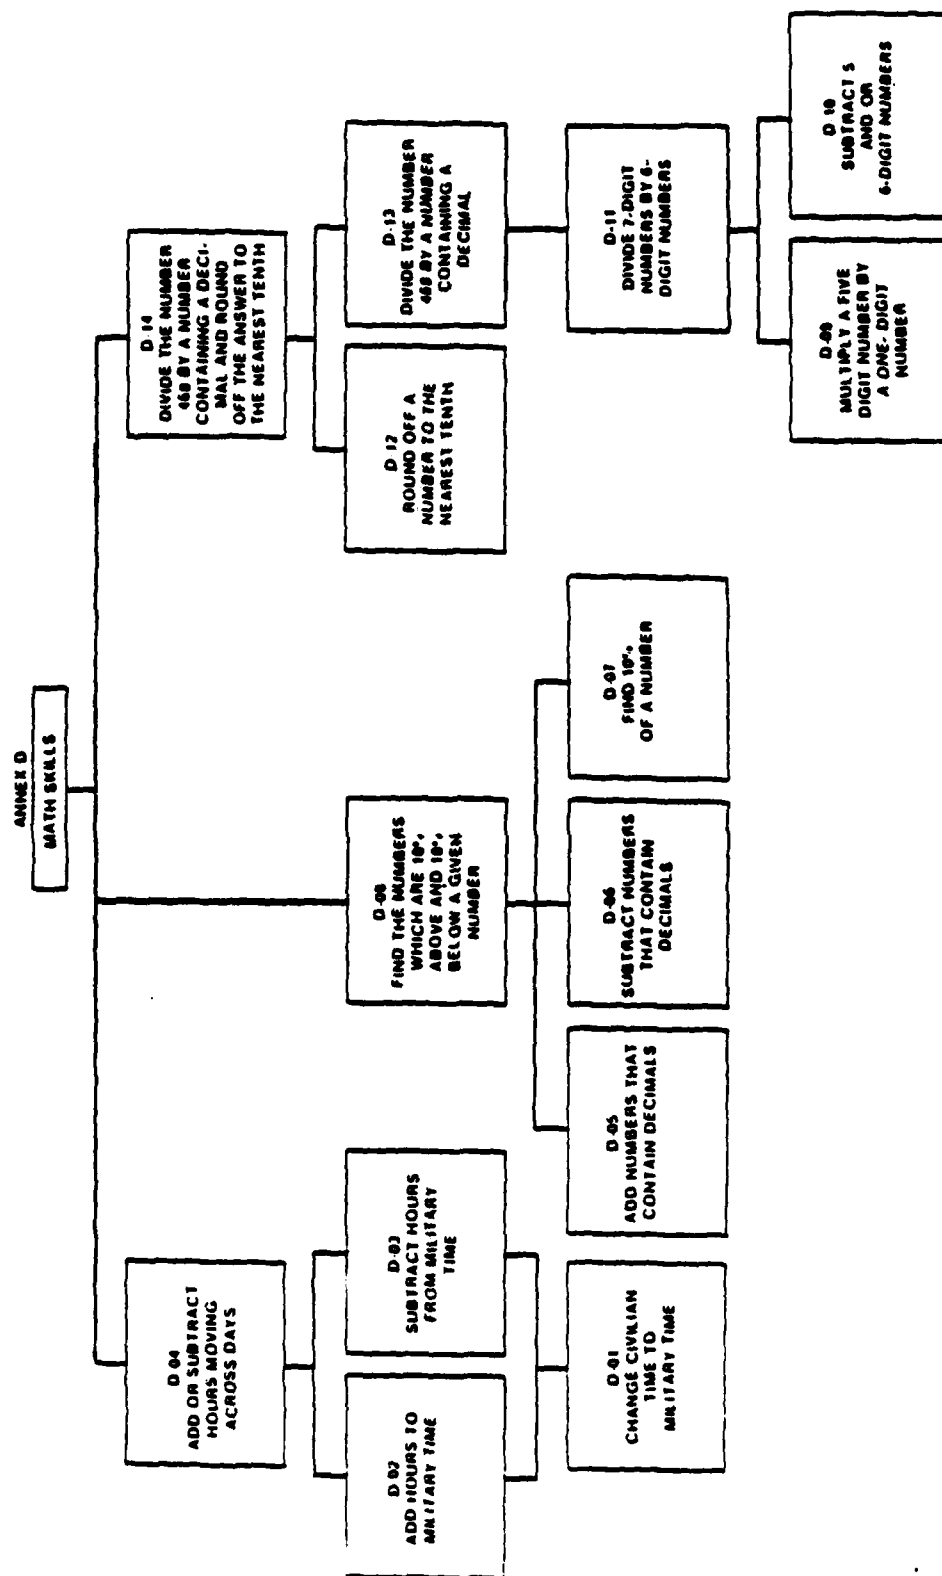 ANNEX D
MATH SKILLS
D 04
ADD OR SUBTRACT
HOURS MOVING
ACROSS DAYS
D 02
ADD HOURS TO
MILITARY TIME
D-03
SUBTRACT HOURS
FROM MILITARY
TIME
D-01
CHANGE CIVILIAN
TIME TO
MILITARY TIME
D-08
FIND THE NUMBERS
WHICH ARE 10%
ABOVE AND 10%
BELOW A GIVEN
NUMBER
D-05
ADD NUMBERS THAT
CONTAIN DECIMALS
D-06
SUBTRACT NUMBERS
THAT CONTAIN
DECIMALS
D-07
FIND 10%
OF A NUMBER
D 14
DIVIDE THE NUMBER
468 BY A NUMBER
CONTAINING A DECI-
MAL AND ROUND
OFF THE ANSWER TO
THE NEAREST TENTH
D 12
ROUND OFF A
NUMBER TO THE
NEAREST TENTH
D-13
DIVIDE THE NUMBER
468 BY A NUMBER
CONTAINING A
DECIMAL
D-11
DIVIDE 7-DIGIT
NUMBERS BY 6-
DIGIT NUMBERS
D-09
MULTIPLY A FIVE
DIGIT NUMBER BY
A ONE-DIGIT
NUMBER
D 10
SUBTRACT 5
AND OR
6-DIGIT NUMBERS